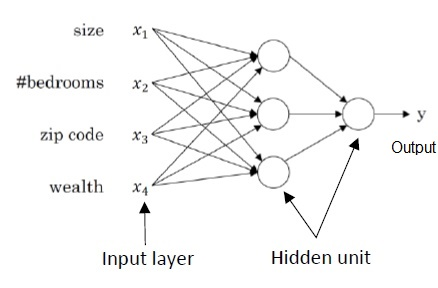 size x₁
#bedrooms x₂
zip code x₃
wealth x₄
y
Output
Input layer
Hidden unit